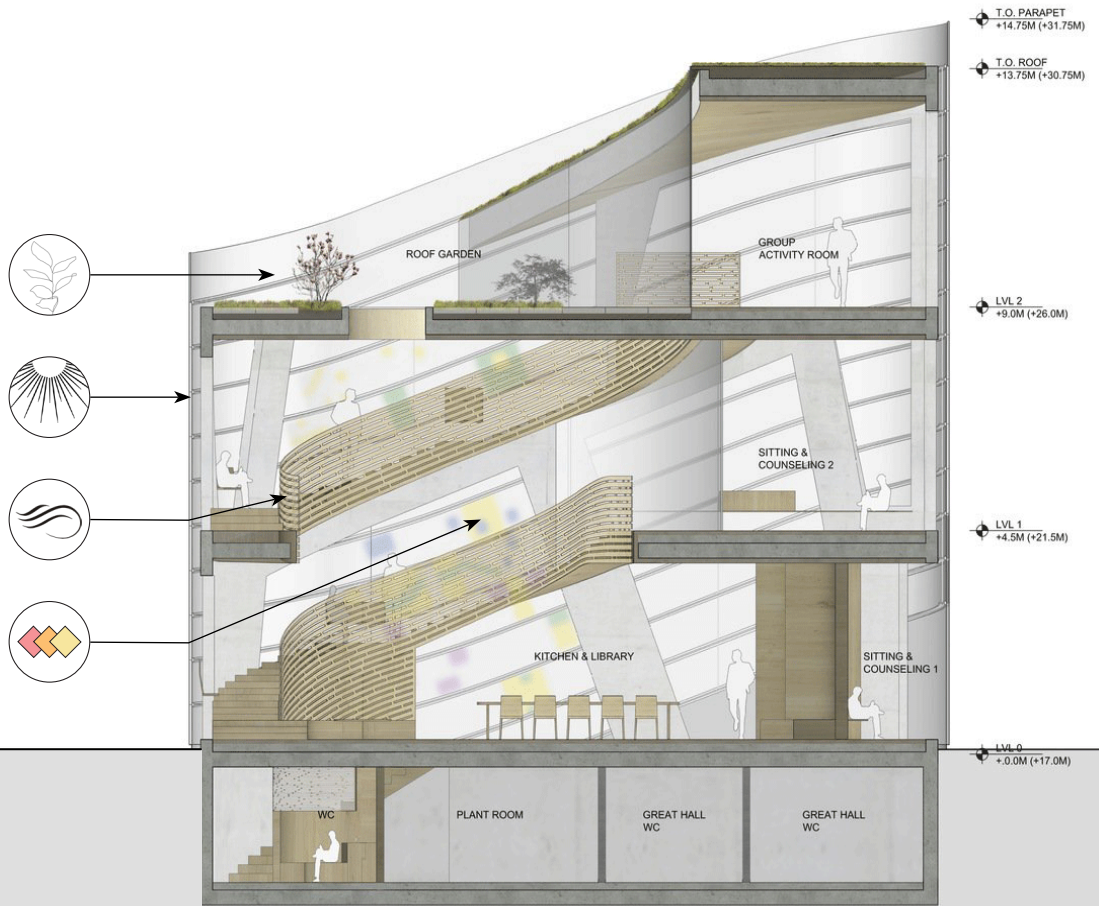 T.O. PARAPET
+14.75M (+31.75M)
T.O. ROOF
+13.75M (+30.75M)
ROOF GARDEN
GROUP
ACTIVITY ROOM
LVL 2
+9.0M (+26.0M)
SITTING &
COUNSELING 2
LVL 1
+4.5M (+21.5M)
KITCHEN & LIBRARY
SITTING &
COUNSELING 1
LVL 0
+.0.0M (+17.0M)
WC
PLANT ROOM
GREAT HALL
WC
GREAT HALL
WC